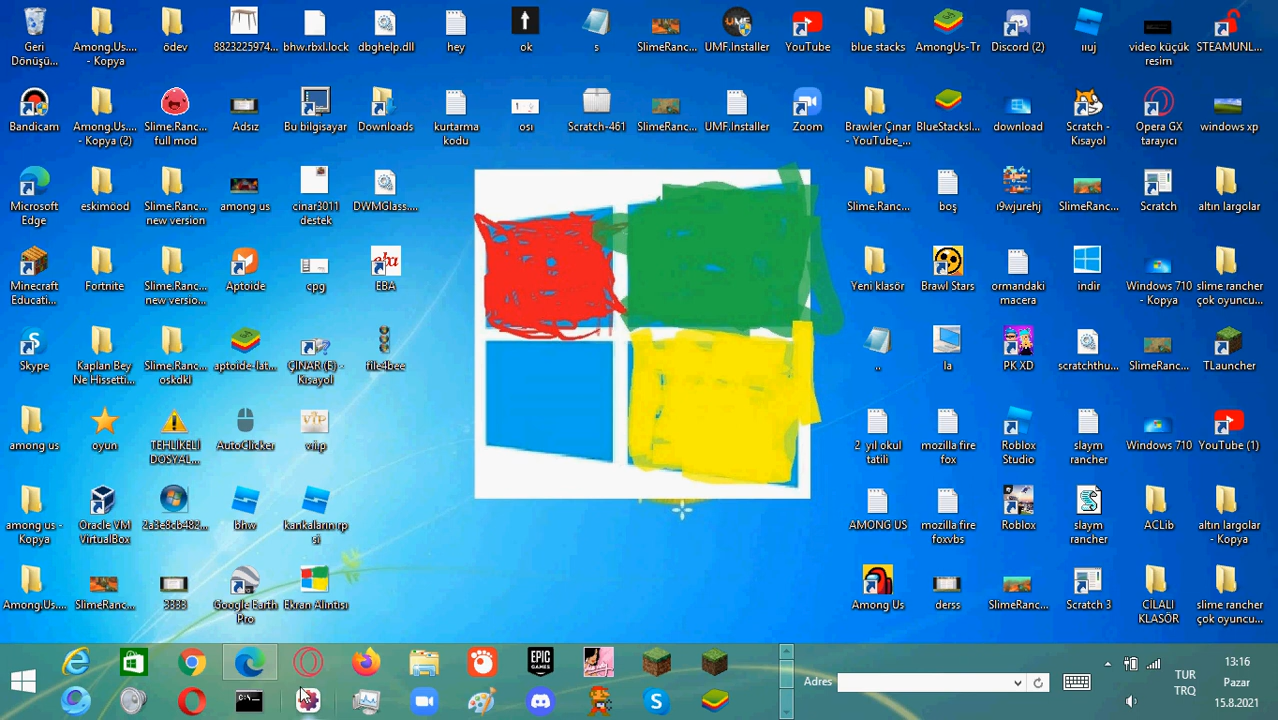 Geri
Dönüşü...
Among.Us....
- Kopya
ödev
8823225974...
bhw.rbxl.lock
dbghelp.dll
hey
ok
s
SlimeRanc...
UMF.Installer
YouTube
blue stacks
AmongUs-Tr
Discord (2)
ııuj
video küçük
resim
STEAMUNL...
Bandicam
Among.Us....
- Kopya (2)
Slime.Ranc...
full mod
Adsız
Bu bilgisayar
Downloads
kurtarma
kodu
osı
Scratch-461
SlimeRanc...
UMF.Installer
Zoom
Brawler Çınar
- YouTube_...
BlueStacksI...
download
Scratch -
Kısayol
Opera GX
tarayıcı
windows xp
Microsoft
Edge
eskimood
Slime.Ranc...
new version
among us
cinar3011
destek
DWMGlass....
Slime.Ranc...
boş
ı9wjurehj
SlimeRanc...
Scratch
altın largolar
Minecraft
Educati...
Fortnite
Slime.Ranc...
new versio...
Aptoide
cpg
eba
EBA
Yeni klasör
Brawl Stars
ormandaki
macera
indir
Windows 710
- Kopya
slime rancher
çok oyuncu...
Skype
Kaplan Bey
Ne Hissetti...
Slime.Ranc...
oşkdkl
aptoide-lat...
ÇINAR (E) -
Kısayol
file4bee
..
la
PK XD
scratchthu...
SlimeRanc...
TLauncher
among us
oyun
TEHLİKELİ
DOSYAL...
AutoClicker
VIP
viirp
2 yıl okul
tatili
mozilla fire
fox
Roblox
Studio
slaym
rancher
Windows 710
YouTube (1)
among us -
Kopya
Oracle VM
VirtualBox
2a3e8cb482...
bhw
kankaların rp
si
AMONG US
mozilla fire
foxvbs
Roblox
slaym
rancher
ACLib
altın largolar
- Kopya
Among.Us....
SlimeRanc...
3333
Google Earth
Pro
Ekran Alıntısı
Among Us
derss
SlimeRanc...
Scratch 3
CİLALI
KLASÖR
slime rancher
çok oyuncu...
EPIC
GAMES
Adres
TUR
TRQ
13:16
Pazar
15.8.2021